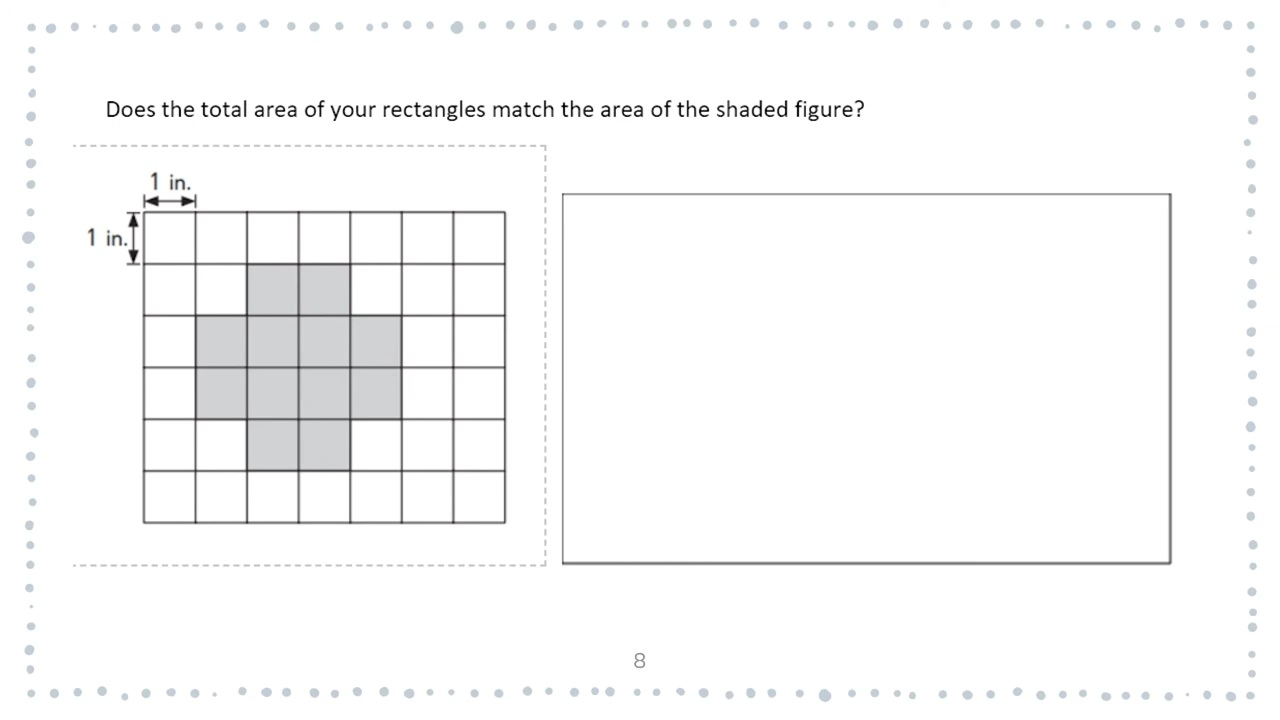 Does the total area of your rectangles match the area of the shaded figure?
1 in.
1 in.
8